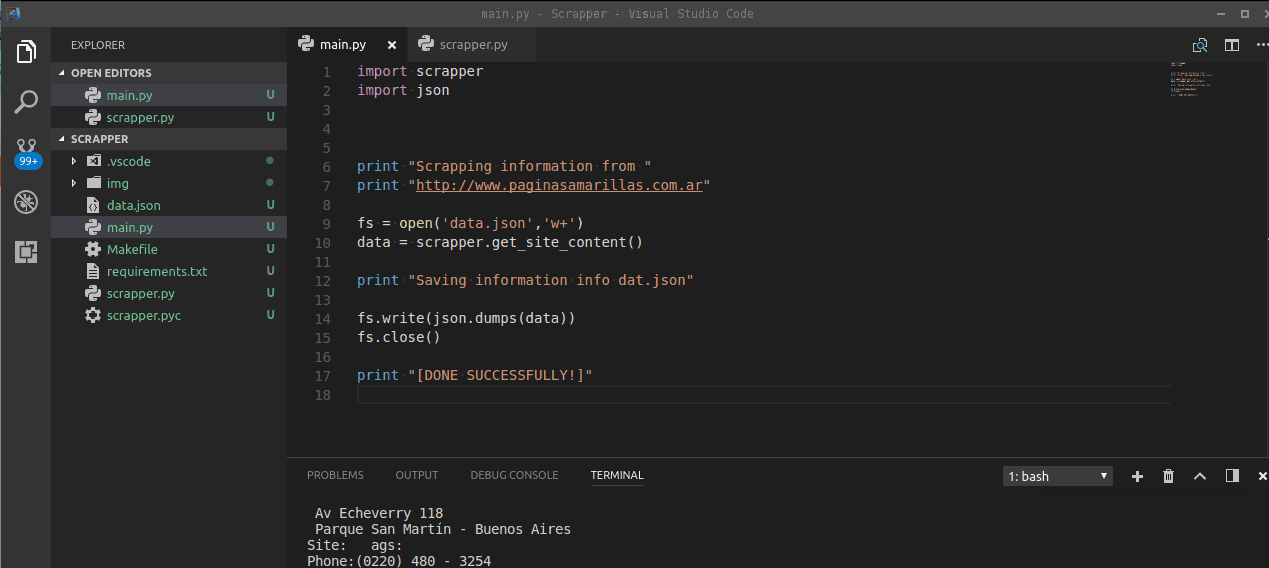 main.py - Scrapper - Visual Studio Code
EXPLORER
OPEN EDITORS
main.py U
scrapper.py U
SCRAPPER
.vscode
img
data.json U
main.py U
Makefile U
requirements.txt U
scrapper.py U
scrapper.pyc U
99+
main.py
scrapper.py
1 import scrapper
2 import json
3
4
5
6 print "Scrapping information from "
7 print "http://www.paginasamarillas.com.ar"
8
9 fs = open('data.json','w+')
10 data = scrapper.get_site_content()
11
12 print "Saving information info dat.json"
13
14 fs.write(json.dumps(data))
15 fs.close()
16
17 print "[DONE SUCCESSFULLY!]"
18
PROBLEMS OUTPUT DEBUG CONSOLE TERMINAL
1: bash
Av Echeverry 118
Parque San Martín - Buenos Aires
Site: ags:
Phone:(0220) 480 - 3254